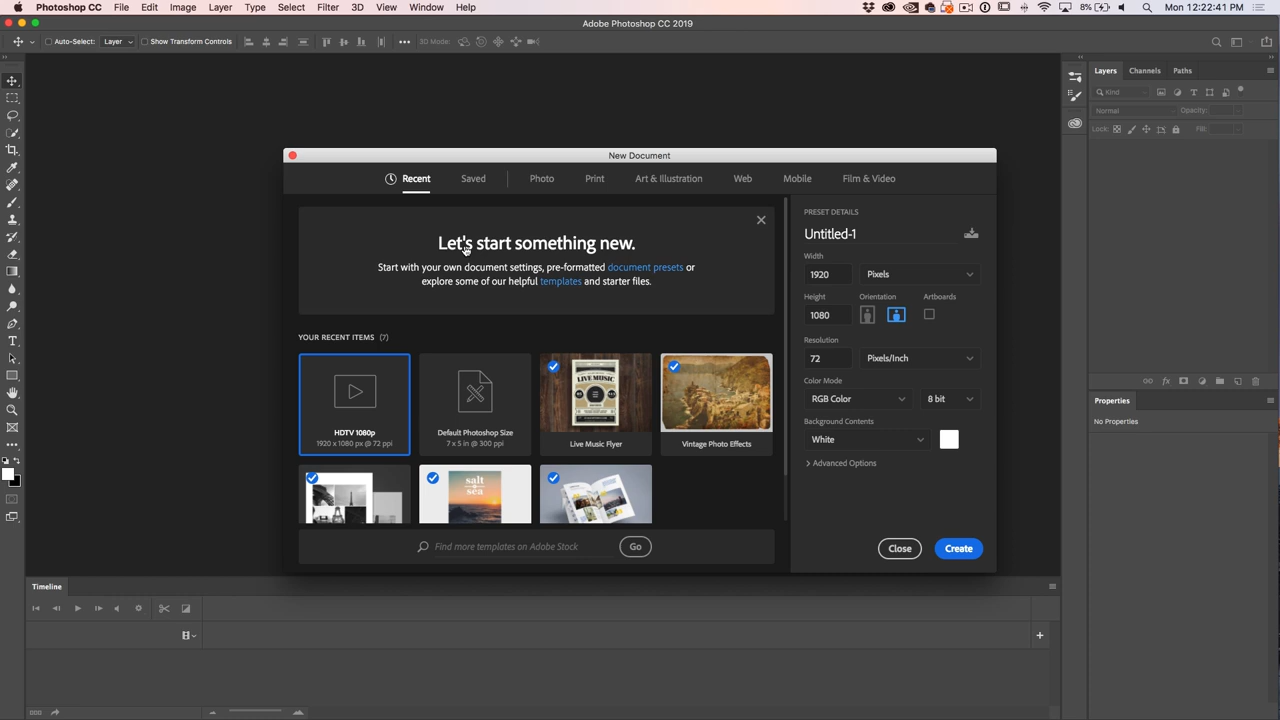 Photoshop CC File Edit Image Layer Type Select Filter 3D View Window Help 8% Mon 12:22:41 PM
Adobe Photoshop CC 2019
Auto-Select: Layer Show Transform Controls 3D Mode:
Layers Channels Paths
Kind
Normal Opacity:
Lock: Fill:
New Document
Recent Saved Photo Print Art & Illustration Web Mobile Film & Video
PRESET DETAILS
Untitled-1
Let's start something new.
Start with your own document settings, pre-formatted document presets or
explore some of our helpful templates and starter files.
Width
1920 Pixels
Height Orientation Artboards
1080
YOUR RECENT ITEMS (7)
Resolution
72 Pixels/Inch
Color Mode
RGB Color 8 bit
Background Contents
White
Advanced Options
LIVE MUSIC
HDTV 1080p
1920 x 1080 px @ 72 ppi
Default Photoshop Size
7 x 5 in @ 300 ppi
Live Music Flyer
Vintage Photo Effects
salt
sea
Find more templates on Adobe Stock Go
Close Create
Properties
No Properties
Timeline